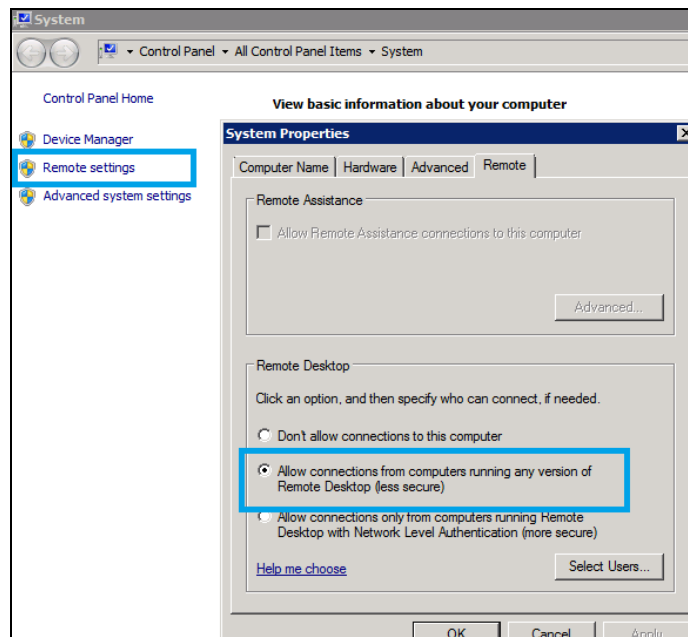 System
Control Panel ▾ All Control Panel Items ▾ System
Control Panel Home
Device Manager
Remote settings
Advanced system settings
View basic information about your computer
System Properties
Computer Name Hardware Advanced Remote
Remote Assistance
Allow Remote Assistance connections to this computer
Advanced...
Remote Desktop
Click an option, and then specify who can connect, if needed.
Don't allow connections to this computer
Allow connections from computers running any version of
Remote Desktop (less secure)
Allow connections only from computers running Remote
Desktop with Network Level Authentication (more secure)
Help me choose
Select Users...
OK Cancel Apply